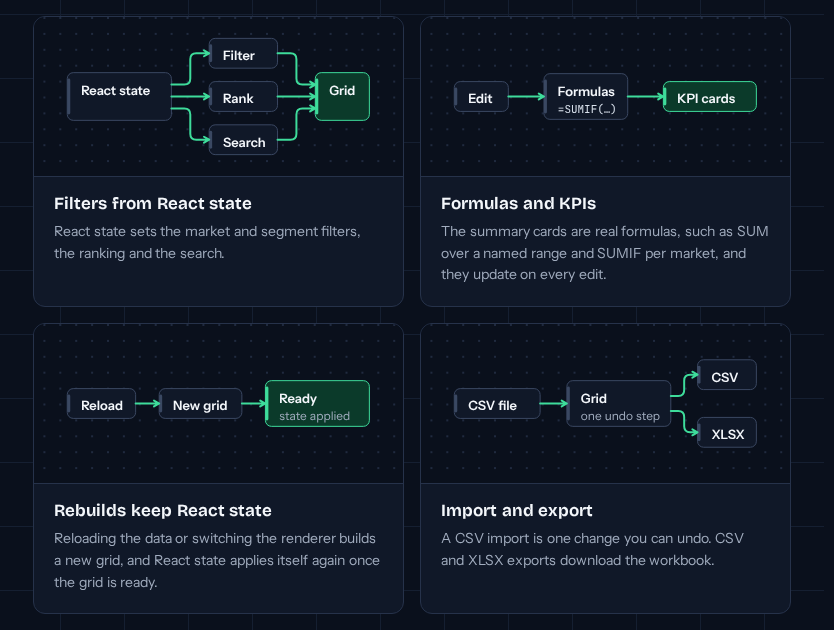 React state
Filter
Rank
Search
Grid
Filters from React state
React state sets the market and segment filters,
the ranking and the search.
Edit
Formulas
=SUMIF(…)
KPI cards
Formulas and KPIs
The summary cards are real formulas, such as SUM
over a named range and SUMIF per market, and
they update on every edit.
Reload
New grid
Ready
state applied
Rebuilds keep React state
Reloading the data or switching the renderer builds
a new grid, and React state applies itself again once
the grid is ready.
CSV file
Grid
one undo step
CSV
XLSX
Import and export
A CSV import is one change you can undo. CSV
and XLSX exports download the workbook.